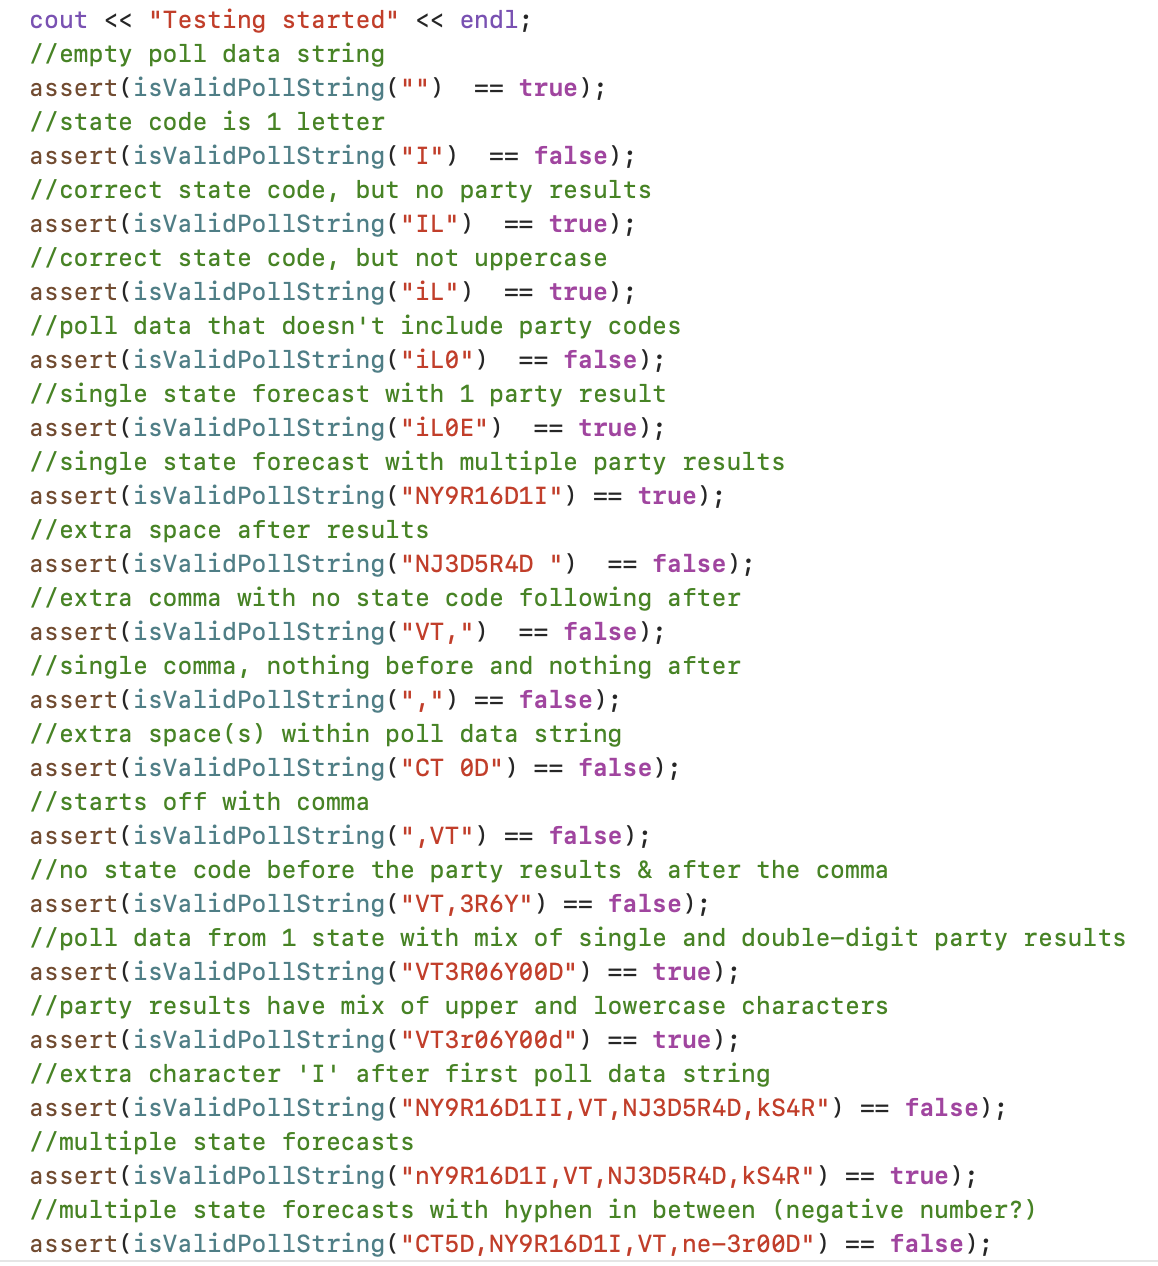 cout << "Testing started" << endl;
//empty poll data string
assert(isValidPollString("")  == true);
//state code is 1 letter
assert(isValidPollString("I")  == false);
//correct state code, but no party results
assert(isValidPollString("IL")  == true);
//correct state code, but not uppercase
assert(isValidPollString("iL")  == true);
//poll data that doesn't include party codes
assert(isValidPollString("iL0")  == false);
//single state forecast with 1 party result
assert(isValidPollString("iL0E")  == true);
//single state forecast with multiple party results
assert(isValidPollString("NY9R16D1I") == true);
//extra space after results
assert(isValidPollString("NJ3D5R4D ")  == false);
//extra comma with no state code following after
assert(isValidPollString("VT,")  == false);
//single comma, nothing before and nothing after
assert(isValidPollString(",") == false);
//extra space(s) within poll data string
assert(isValidPollString("CT 0D") == false);
//starts off with comma
assert(isValidPollString(",VT") == false);
//no state code before the party results & after the comma
assert(isValidPollString("VT,3R6Y") == false);
//poll data from 1 state with mix of single and double-digit party results
assert(isValidPollString("VT3R06Y00D") == true);
//party results have mix of upper and lowercase characters
assert(isValidPollString("VT3r06Y00d") == true);
//extra character 'I' after first poll data string
assert(isValidPollString("NY9R16D1II,VT,NJ3D5R4D,kS4R") == false);
//multiple state forecasts
assert(isValidPollString("nY9R16D1I,VT,NJ3D5R4D,kS4R") == true);
//multiple state forecasts with hyphen in between (negative number?)
assert(isValidPollString("CT5D,NY9R16D1I,VT,ne-3r00D") == false);